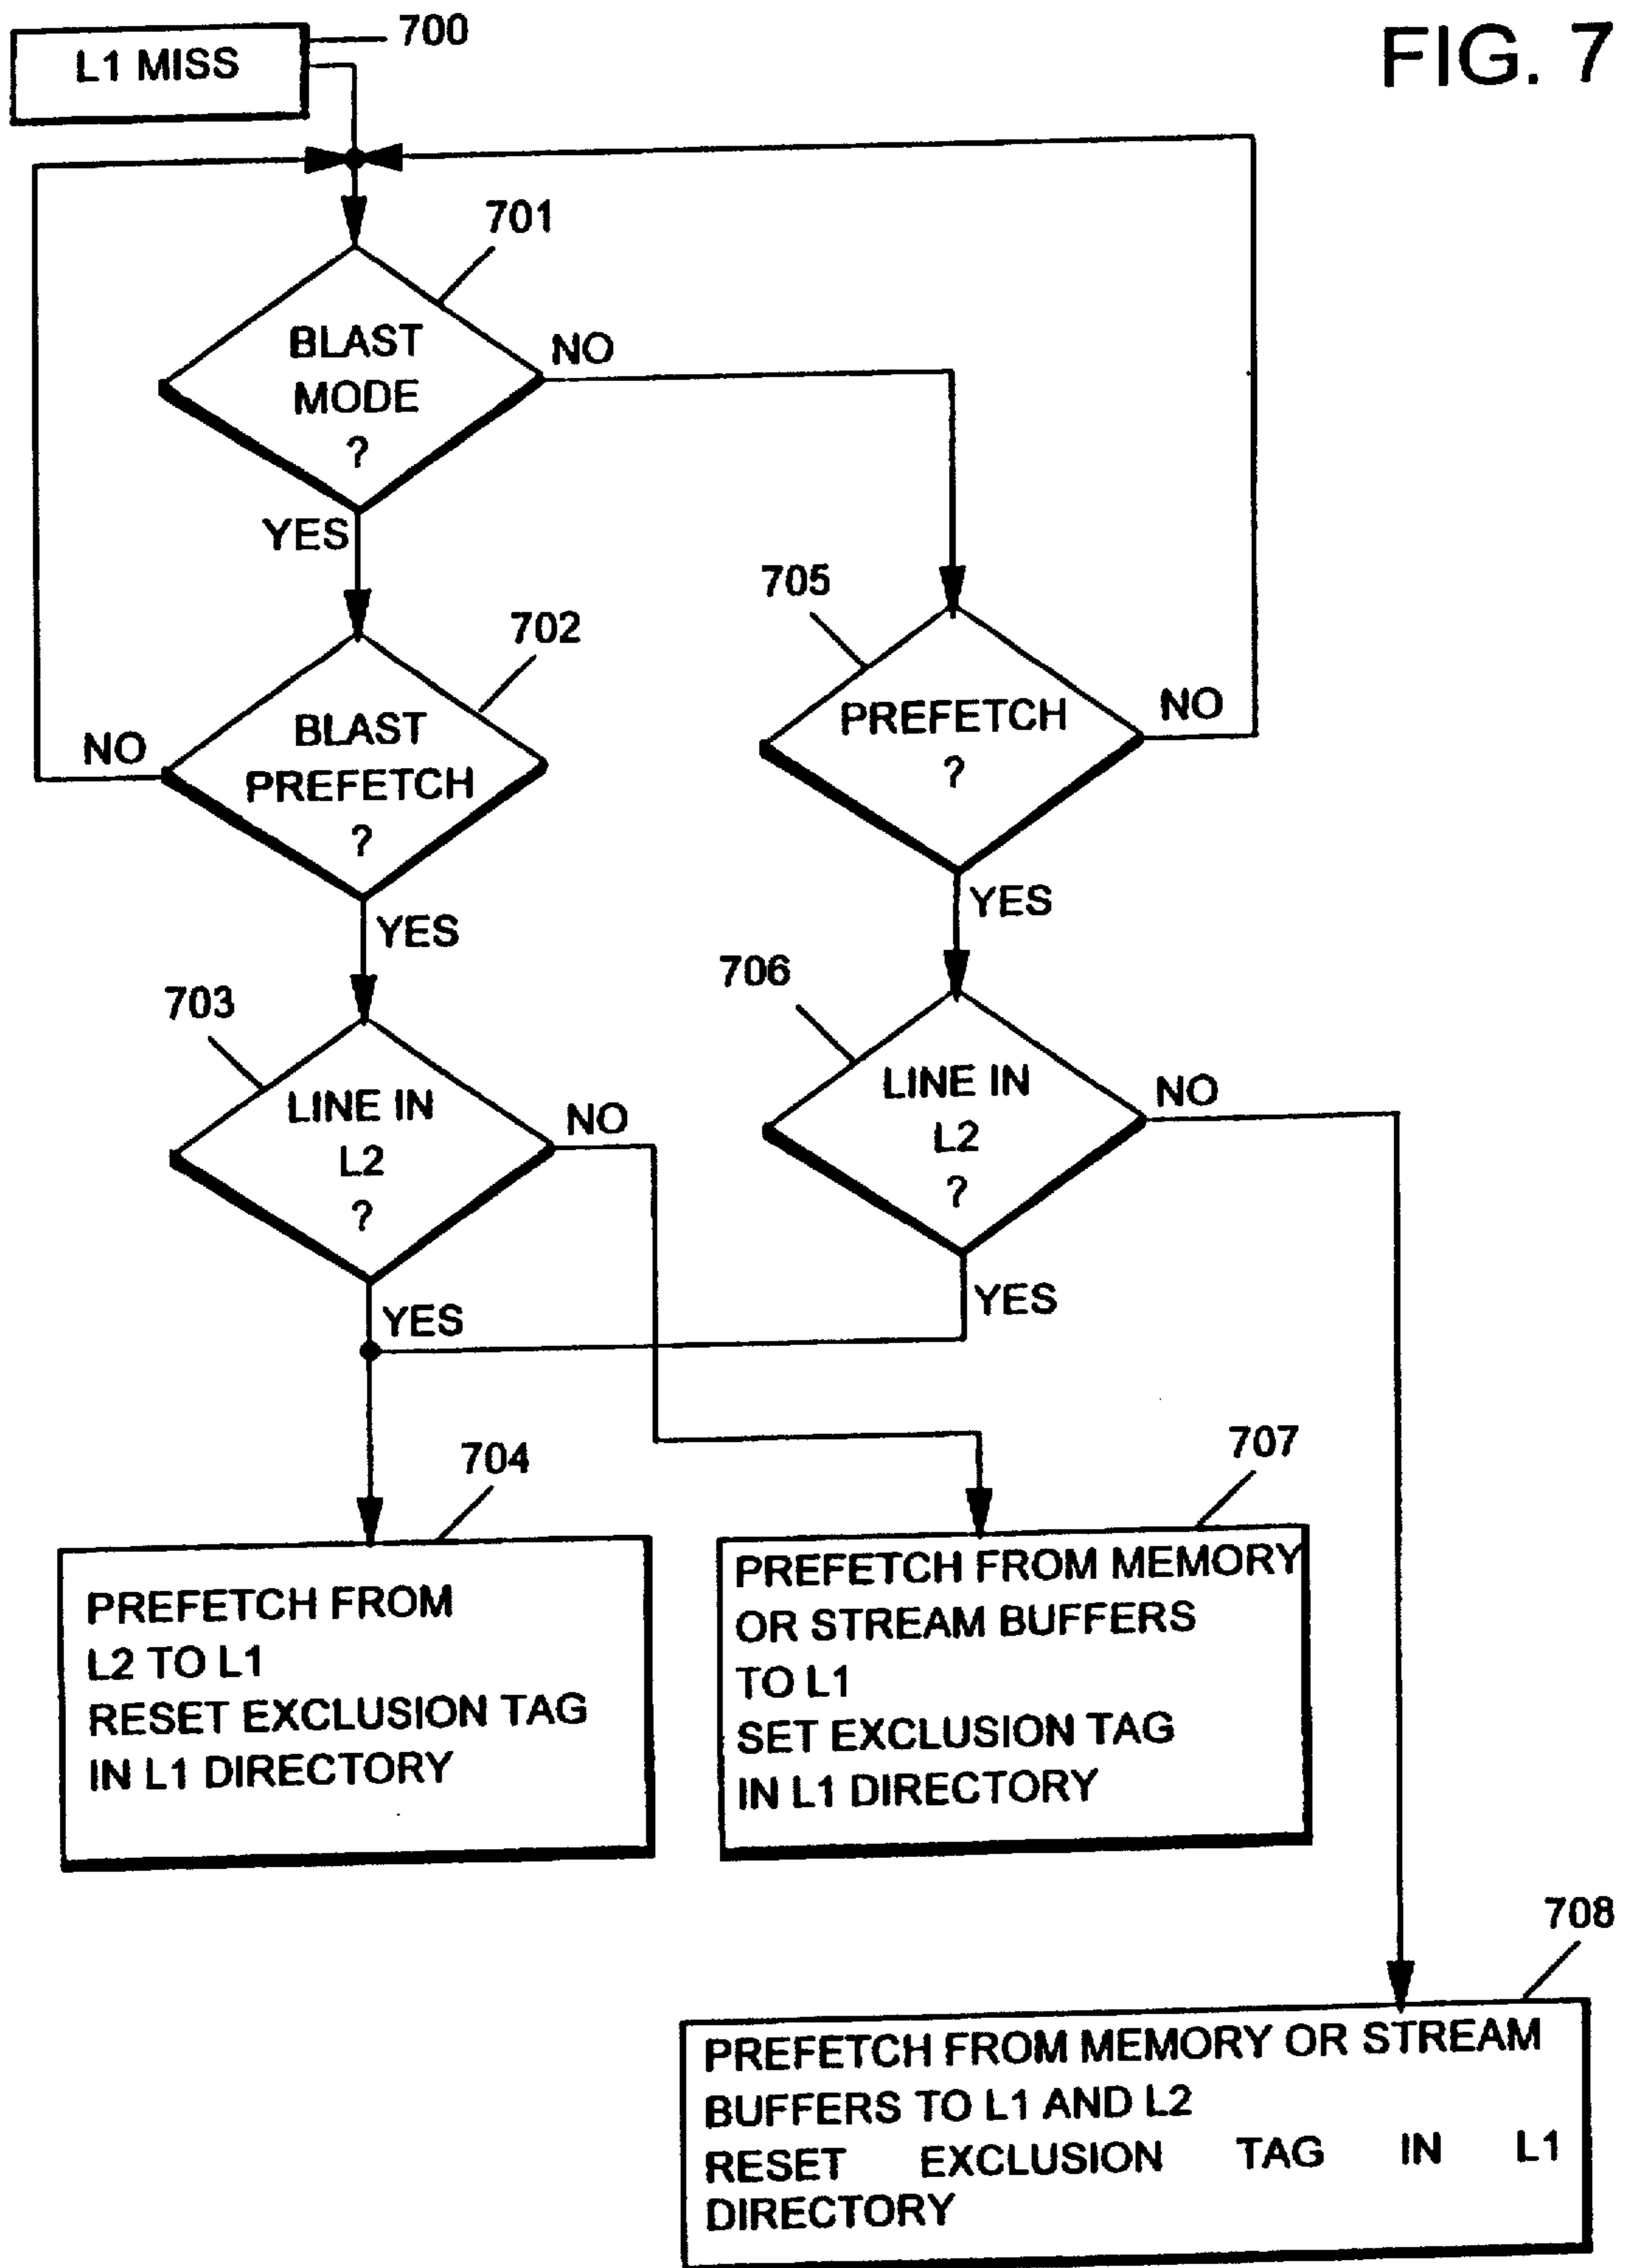 FIG. 7
L1 MISS
700
701
BLAST
MODE
?
NO
YES
702
BLAST
PREFETCH
?
NO
YES
705
PREFETCH
?
NO
YES
703
LINE IN
L2
?
NO
YES
706
LINE IN
L2
?
NO
YES
704
PREFETCH FROM
L2 TO L1
RESET EXCLUSION TAG
IN L1 DIRECTORY
707
PREFETCH FROM MEMORY
OR STREAM BUFFERS
TO L1
SET EXCLUSION TAG
IN L1 DIRECTORY
708
PREFETCH FROM MEMORY OR STREAM
BUFFERS TO L1 AND L2
RESET EXCLUSION TAG IN L1
DIRECTORY